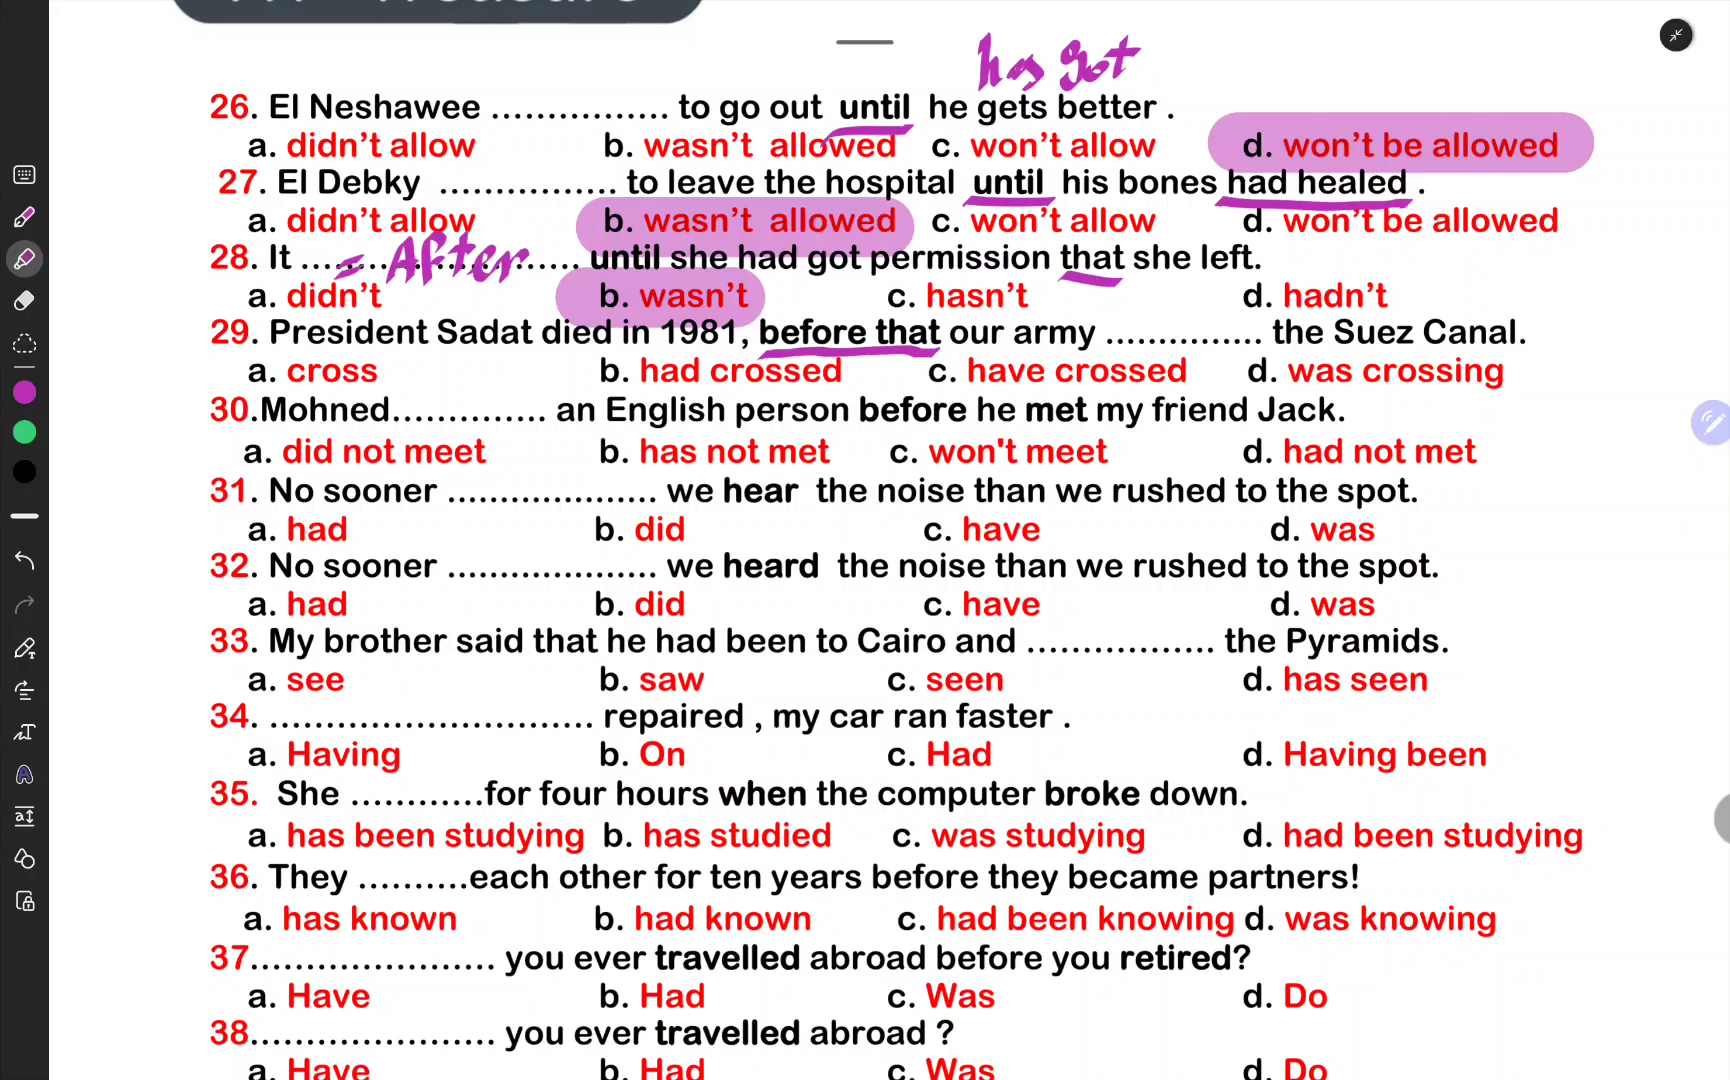 has got
26. El Neshawee ................ to go out until he gets better .
a. didn't allow b. wasn't allowed c. won't allow d. won't be allowed
27. El Debky ................ to leave the hospital until his bones had healed .
a. didn't allow b. wasn't allowed c. won't allow d. won't be allowed
= After
28. It ......................... until she had got permission that she left.
a. didn't b. wasn't c. hasn't d. hadn't
29. President Sadat died in 1981, before that our army .............. the Suez Canal.
a. cross b. had crossed c. have crossed d. was crossing
30.Mohned.............. an English person before he met my friend Jack.
a. did not meet b. has not met c. won't meet d. had not met
31. No sooner ................... we hear the noise than we rushed to the spot.
a. had b. did c. have d. was
32. No sooner ................... we heard the noise than we rushed to the spot.
a. had b. did c. have d. was
33. My brother said that he had been to Cairo and ................. the Pyramids.
a. see b. saw c. seen d. has seen
34. ............................. repaired , my car ran faster .
a. Having b. On c. Had d. Having been
35. She ............for four hours when the computer broke down.
a. has been studying b. has studied c. was studying d. had been studying
36. They ..........each other for ten years before they became partners!
a. has known b. had known c. had been knowing d. was knowing
37...................... you ever travelled abroad before you retired?
a. Have b. Had c. Was d. Do
38...................... you ever travelled abroad ?
a. Have b. Had c. Was d. Do